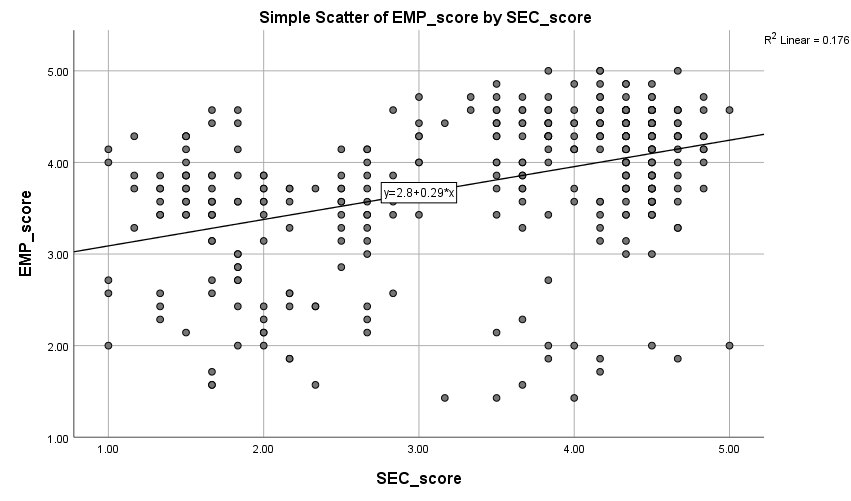 Simple Scatter of EMP_score by SEC_score
R² Linear = 0.176
5.00
4.00
y=2.8+0.29*x
3.00
2.00
1.00
EMP_score
1.00 2.00 3.00 4.00 5.00
SEC_score